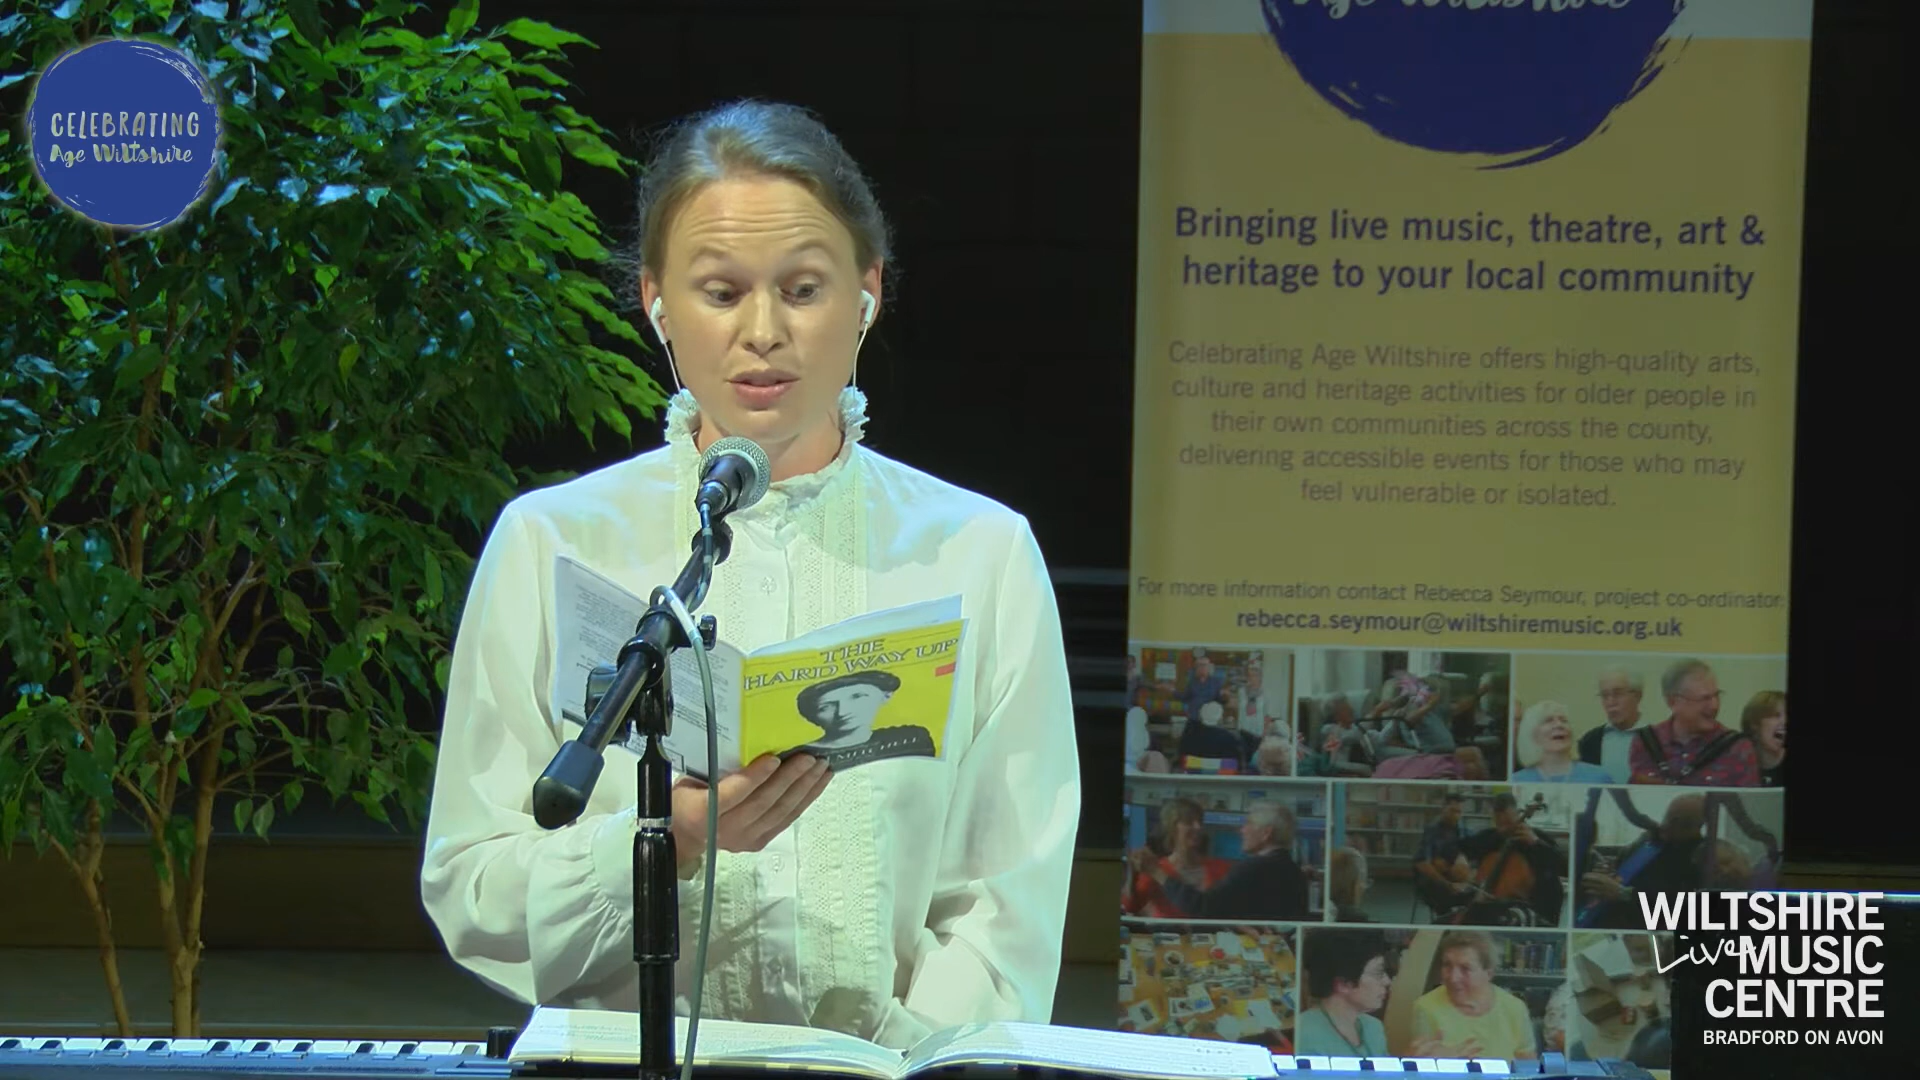 CELEBRATING
Age Wiltshire
Age Wiltshire
Bringing live music, theatre, art &
heritage to your local community
Celebrating Age Wiltshire offers high-quality arts,
culture and heritage activities for older people in
their own communities across the county,
delivering accessible events for those who may
feel vulnerable or isolated.
For more information contact Rebecca Seymour, project co-ordinator:
rebecca.seymour@wiltshiremusic.org.uk
THE
HARD WAY UP
MITCHELL
WILTSHIRE
Live MUSIC
CENTRE
BRADFORD ON AVON